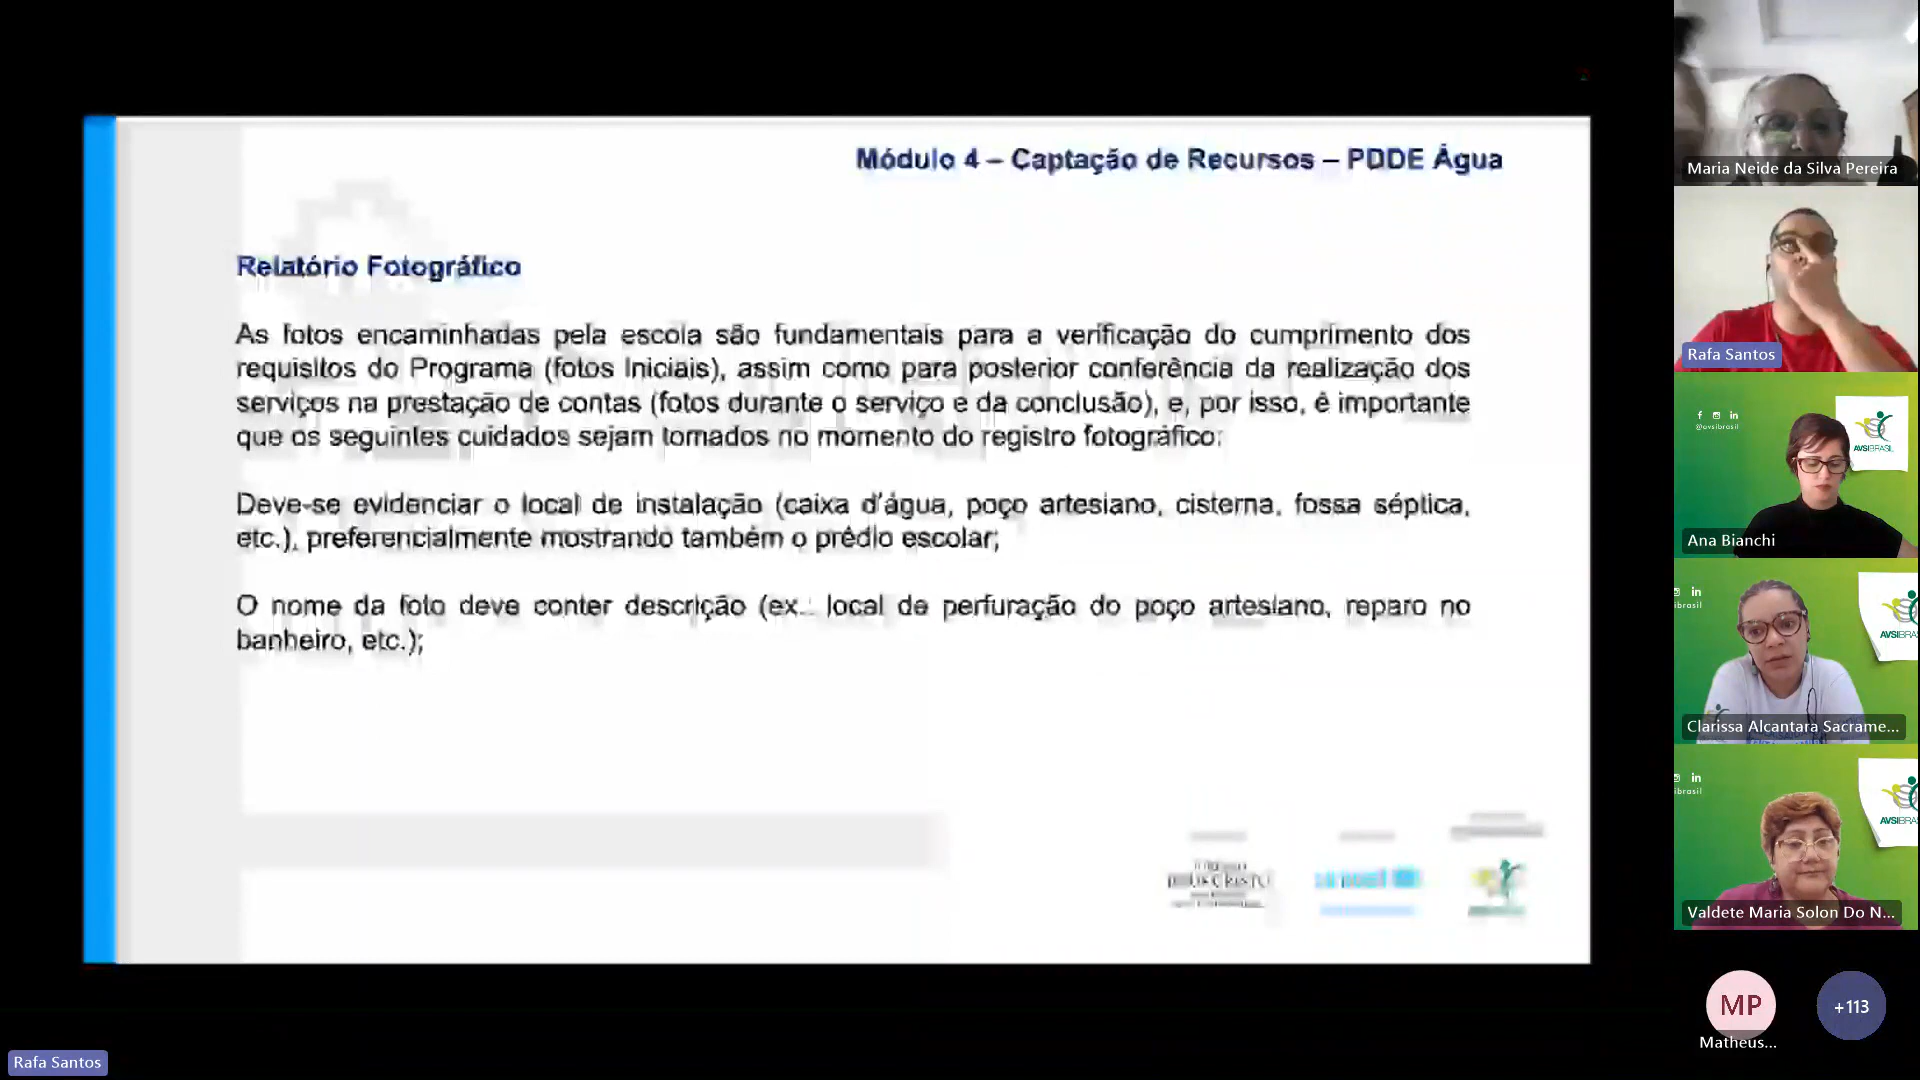 Módulo 4 – Captação de Recursos – PDDE Água
Relatório Fotográfico
As fotos encaminhadas pela escola são fundamentais para a verificação do cumprimento dos
requisitos do Programa (fotos Iniciais), assim como para posterior conferência da realização dos
serviços na prestação de contas (fotos durante o serviço e da conclusão), e, por isso, é importante
que os seguintes cuidados sejam tomados no momento do registro fotográfico:
Deve-se evidenciar o local de instalação (caixa d'água, poço artesiano, cisterna, fossa séptica,
etc.), preferencialmente mostrando também o prédio escolar;
O nome da foto deve conter descrição (ex.: local de perfuração do poço artesiano, reparo no
banheiro, etc.);
Maria Neide da Silva Pereira
Rafa Santos
@avsibrasil
AVSIBRASIL
Ana Bianchi
ibrasil
AVSIBRAS
Clarissa Alcantara Sacrame...
ibrasil
AVSIBRA
Valdete Maria Solon Do N...
MP
+113
Matheus...
Rafa Santos